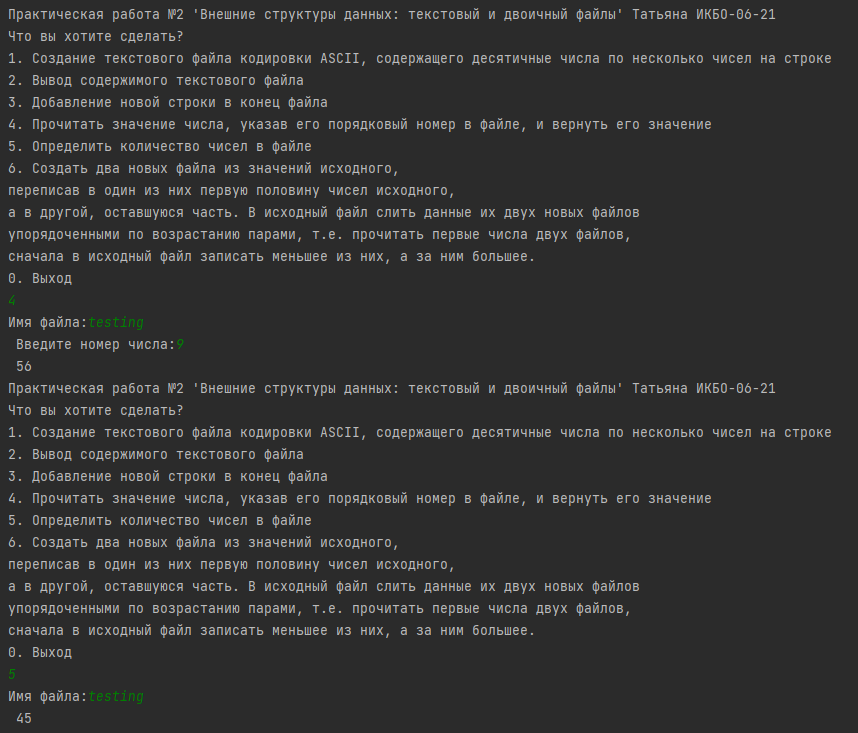 Практическая работа №2 'Внешние структуры данных: текстовый и двоичный файлы' Татьяна ИКБО-06-21
Что вы хотите сделать?
1. Создание текстового файла кодировки ASCII, содержащего десятичные числа по несколько чисел на строке
2. Вывод содержимого текстового файла
3. Добавление новой строки в конец файла
4. Прочитать значение числа, указав его порядковый номер в файле, и вернуть его значение
5. Определить количество чисел в файле
6. Создать два новых файла из значений исходного,
переписав в один из них первую половину чисел исходного,
а в другой, оставшуюся часть. В исходный файл слить данные их двух новых файлов
упорядоченными по возрастанию парами, т.е. прочитать первые числа двух файлов,
сначала в исходный файл записать меньшее из них, а за ним большее.
0. Выход
4
Имя файла:testing
Введите номер числа:9
56
Практическая работа №2 'Внешние структуры данных: текстовый и двоичный файлы' Татьяна ИКБО-06-21
Что вы хотите сделать?
1. Создание текстового файла кодировки ASCII, содержащего десятичные числа по несколько чисел на строке
2. Вывод содержимого текстового файла
3. Добавление новой строки в конец файла
4. Прочитать значение числа, указав его порядковый номер в файле, и вернуть его значение
5. Определить количество чисел в файле
6. Создать два новых файла из значений исходного,
переписав в один из них первую половину чисел исходного,
а в другой, оставшуюся часть. В исходный файл слить данные их двух новых файлов
упорядоченными по возрастанию парами, т.е. прочитать первые числа двух файлов,
сначала в исходный файл записать меньшее из них, а за ним большее.
0. Выход
5
Имя файла:testing
45